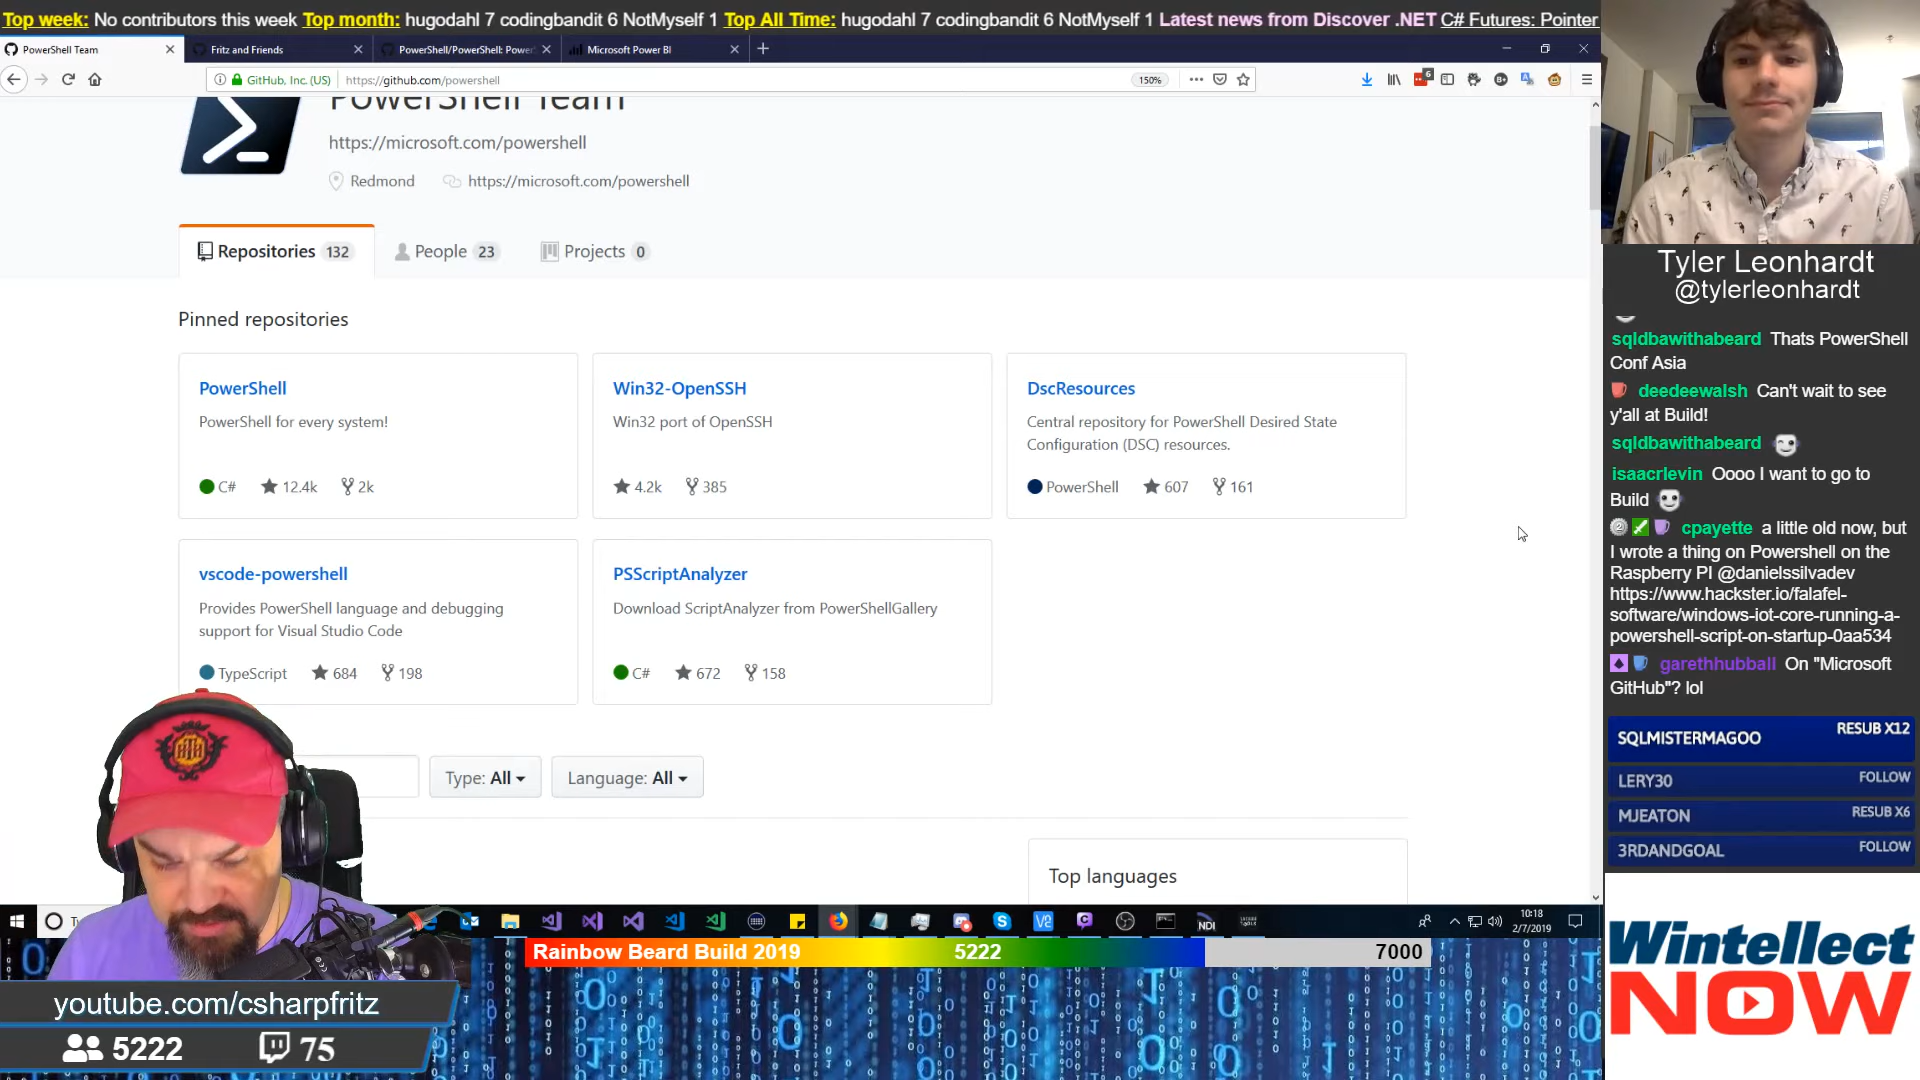 Top week: No contributors this week Top month: hugodahl 7 codingbandit 6 NotMyself 1 Top All Time: hugodahl 7 codingbandit 6 NotMyself 1 Latest news from Discover .NET C# Futures: Pointer
PowerShell Team
Fritz and Friends
PowerShell/PowerShell: Power
Microsoft Power BI
GitHub, Inc. (US)
https://github.com/powershell
150%
6
PowerShell Team
https://microsoft.com/powershell
Redmond
https://microsoft.com/powershell
Repositories 132
People 23
Projects 0
Pinned repositories
PowerShell
PowerShell for every system!
C# 12.4k 2k
Win32-OpenSSH
Win32 port of OpenSSH
4.2k 385
DscResources
Central repository for PowerShell Desired State
Configuration (DSC) resources.
PowerShell 607 161
vscode-powershell
Provides PowerShell language and debugging
support for Visual Studio Code
TypeScript 684 198
PSScriptAnalyzer
Download ScriptAnalyzer from PowerShellGallery
C# 672 158
Type: All
Language: All
Top languages
10:18
2/7/2019
NDI
Rainbow Beard Build 2019
5222
7000
youtube.com/csharpfritz
5222
75
Tyler Leonhardt
@tylerleonhardt
sqldbawithabeard Thats PowerShell
Conf Asia
deedeewalsh Can't wait to see
y'all at Build!
sqldbawithabeard
isaacrlevin Oooo I want to go to
Build
cpayette a little old now, but
I wrote a thing on Powershell on the
Raspberry PI @danielssilvadev
https://www.hackster.io/falafel-
software/windows-iot-core-running-a-
powershell-script-on-startup-0aa534
garethhubball On "Microsoft
GitHub"? lol
SQLMISTERMAGOO RESUB X12
LERY30 FOLLOW
MJEATON RESUB X6
3RDANDGOAL FOLLOW
Wintellect
NOW